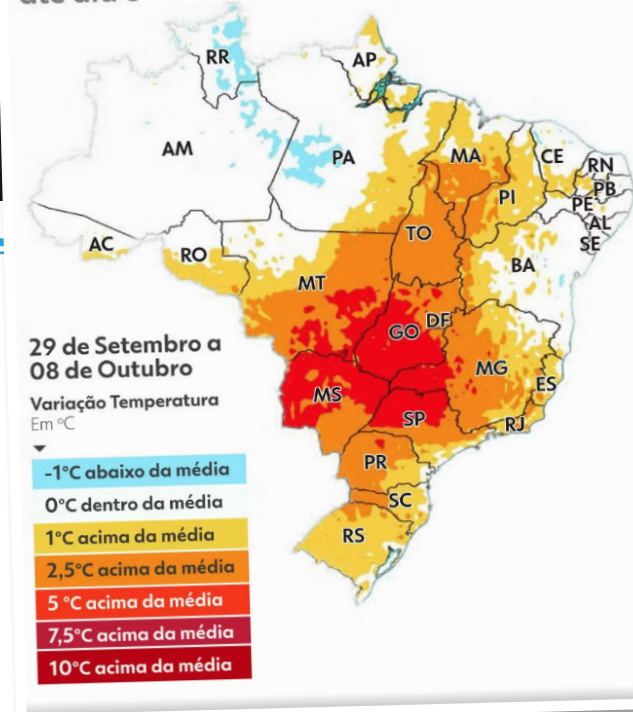 RR
AP
AM
PA
MA
CE
RN
PB
PI
PE
AL
SE
TO
AC
RO
BA
MT
GO
DF
MG
ES
MS
SP
RJ
PR
SC
RS
29 de Setembro a
08 de Outubro
Variação Temperatura
Em °C
-1°C abaixo da média
0°C dentro da média
1°C acima da média
2,5°C acima da média
5 °C acima da média
7,5°C acima da média
10°C acima da média